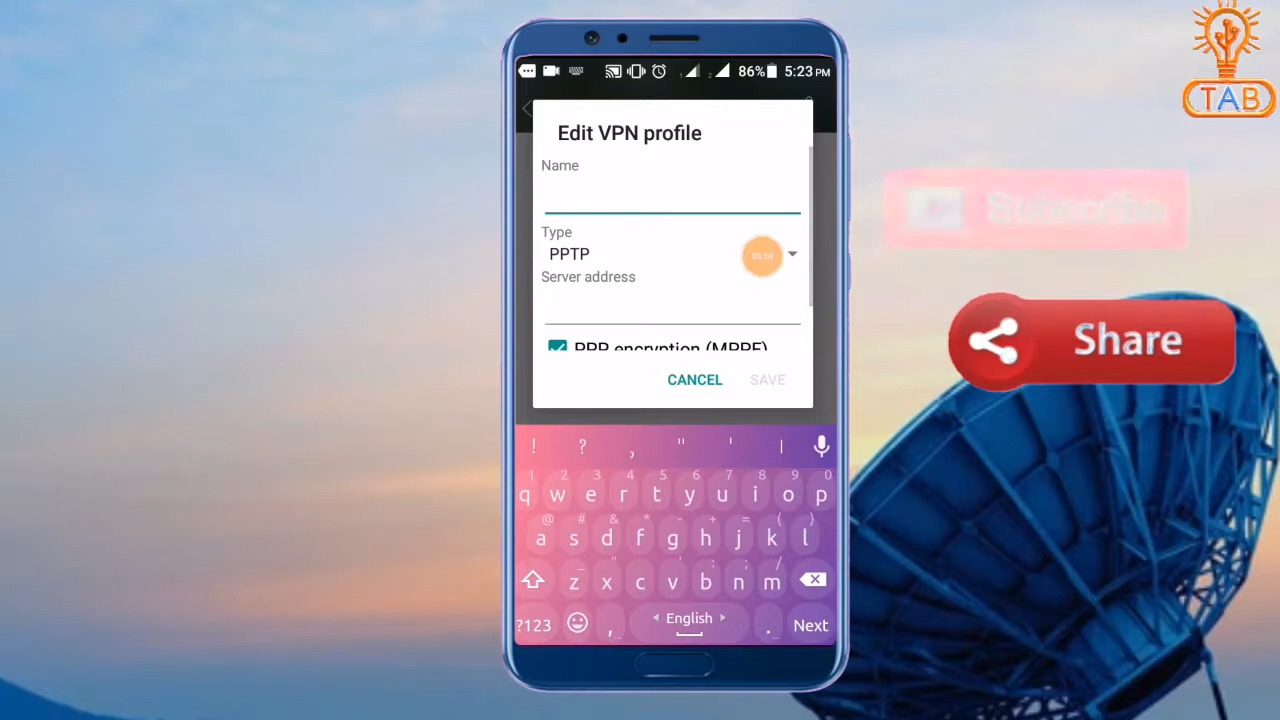 TAB
86% 5:23 PM
Edit VPN profile
Name
Type
PPTP
Server address
PPP encryption (MPPE)
CANCEL SAVE
Subscribe
Share
! ? , " ' |
1 2 3 4 5 6 7 8 9 0
q w e r t y u i o p
@ # & * - + = ( )
a s d f g h j k l
_ " ' : ; /
z x c v b n m
?123 , English . Next